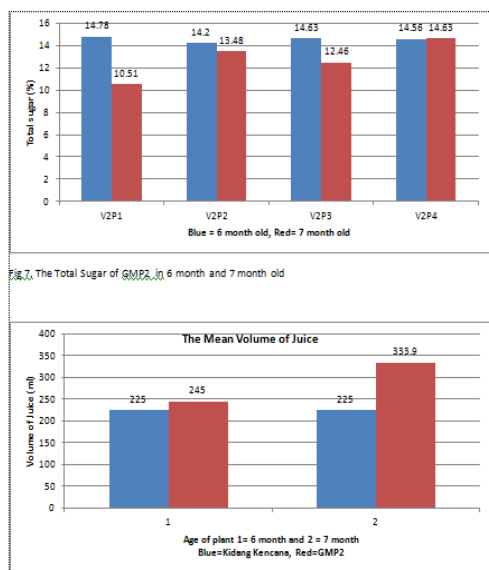 16
14
12
10
8
6
4
2
0
Total sugar (%)
14.78
10.51
14.2
13.48
14.63
12.46
14.56
14.63
V2P1
V2P2
V2P3
V2P4
Blue = 6 month old, Red= 7 month old
Fig.7, The Total Sugar of GMP2 in 6 month and 7 month old
The Mean Volume of Juice
400
350
300
250
200
150
100
50
0
Volume of Juice (ml)
225
245
225
333.9
1
2
Age of plant 1= 6 month and 2 = 7 month
Blue=Kidang Kencana, Red=GMP2